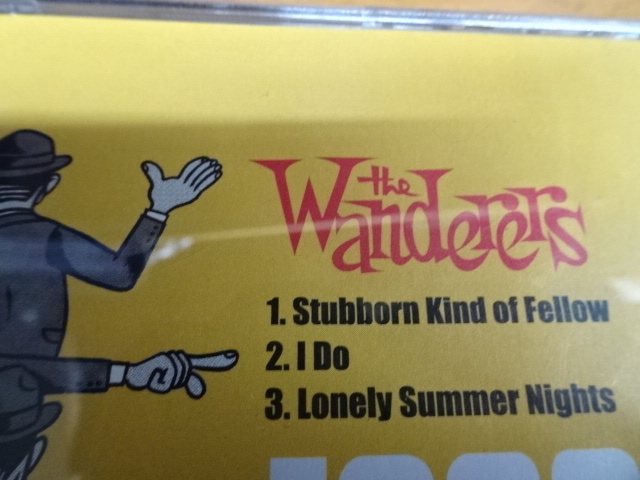 the
Wanderers
1. Stubborn Kind of Fellow
2. I Do
3. Lonely Summer Nights